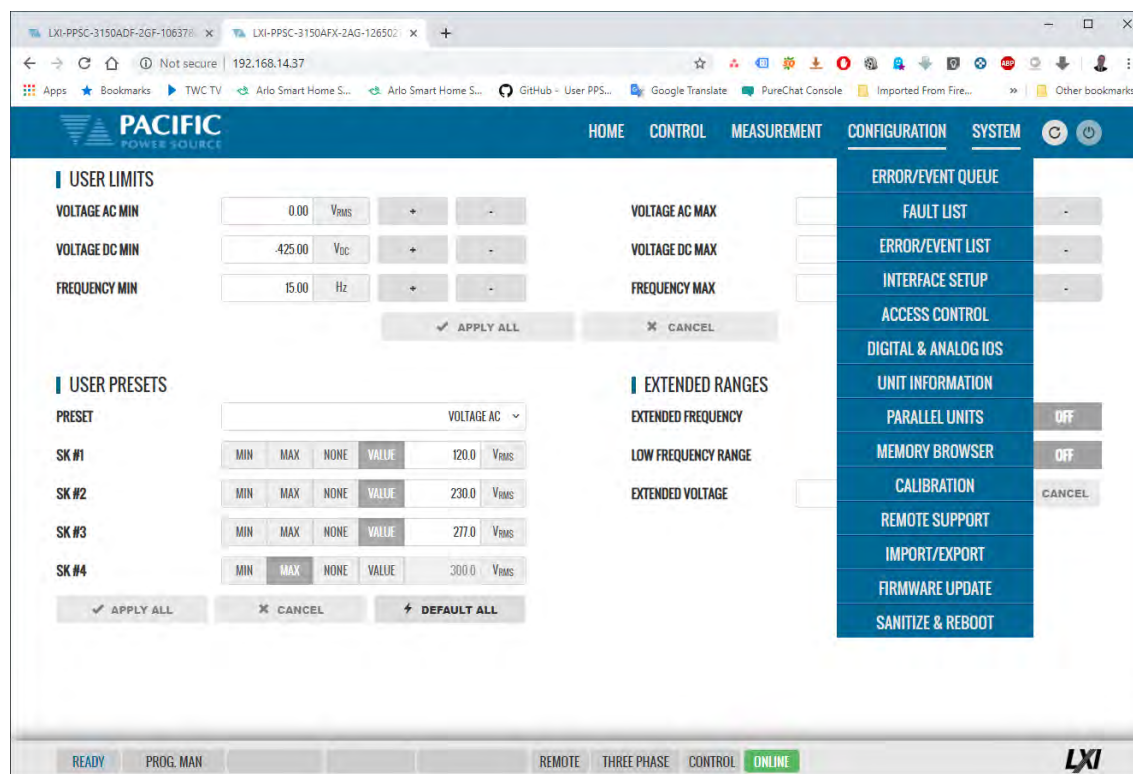 LXI-PPSC-3150ADF-2GF-10637 LXI-PPSC-3150AFX-2AG-126502
Not secure 192.168.14.37
Apps Bookmarks TWC TV Arlo Smart Home S... Arlo Smart Home S... GitHub - User PPS... Google Translate PureChat Console Imported From Fire... » Other bookmarks
PACIFIC
POWER SOURCE
HOME CONTROL MEASUREMENT CONFIGURATION SYSTEM
USER LIMITS
VOLTAGE AC MIN 0.00 VRMS + - VOLTAGE AC MAX -
VOLTAGE DC MIN -425.00 VDC + - VOLTAGE DC MAX -
FREQUENCY MIN 15.00 Hz + - FREQUENCY MAX -
APPLY ALL CANCEL
ERROR/EVENT QUEUE
FAULT LIST
ERROR/EVENT LIST
INTERFACE SETUP
ACCESS CONTROL
DIGITAL & ANALOG IOS
UNIT INFORMATION
PARALLEL UNITS
MEMORY BROWSER
CALIBRATION
REMOTE SUPPORT
IMPORT/EXPORT
FIRMWARE UPDATE
SANITIZE & REBOOT
USER PRESETS
PRESET VOLTAGE AC
SK #1 MIN MAX NONE VALUE 120.0 VRMS
SK #2 MIN MAX NONE VALUE 230.0 VRMS
SK #3 MIN MAX NONE VALUE 277.0 VRMS
SK #4 MIN MAX NONE VALUE 300.0 VRMS
APPLY ALL CANCEL DEFAULT ALL
EXTENDED RANGES
EXTENDED FREQUENCY OFF
LOW FREQUENCY RANGE OFF
EXTENDED VOLTAGE CANCEL
READY PROG. MAN REMOTE THREE PHASE CONTROL ONLINE LXI